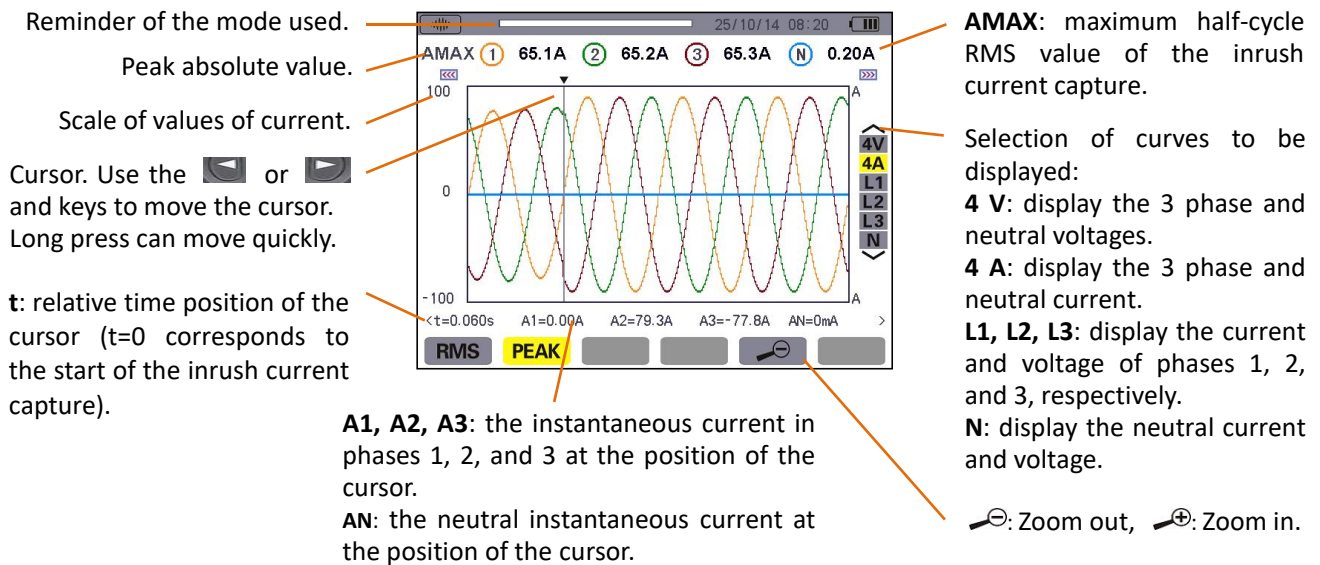 Reminder of the mode used.
Peak absolute value.
Scale of values of current.
Cursor. Use the or
and keys to move the cursor.
Long press can move quickly.
t: relative time position of the
cursor (t=0 corresponds to
the start of the inrush current
capture).
25/10/14 08:20
AMAX 1 65.1A 2 65.2A 3 65.3A N 0.20A
<<< >>>
100 A
0
-100 A
4V
4A
L1
L2
L3
N
<t=0.060s A1=0.00A A2=79.3A A3=-77.8A AN=0mA >
RMS PEAK
A1, A2, A3: the instantaneous current in
phases 1, 2, and 3 at the position of the
cursor.
AN: the neutral instantaneous current at
the position of the cursor.
AMAX: maximum half-cycle
RMS value of the inrush
current capture.
Selection of curves to be
displayed:
4 V: display the 3 phase and
neutral voltages.
4 A: display the 3 phase and
neutral current.
L1, L2, L3: display the current
and voltage of phases 1, 2,
and 3, respectively.
N: display the neutral current
and voltage.
: Zoom out, : Zoom in.